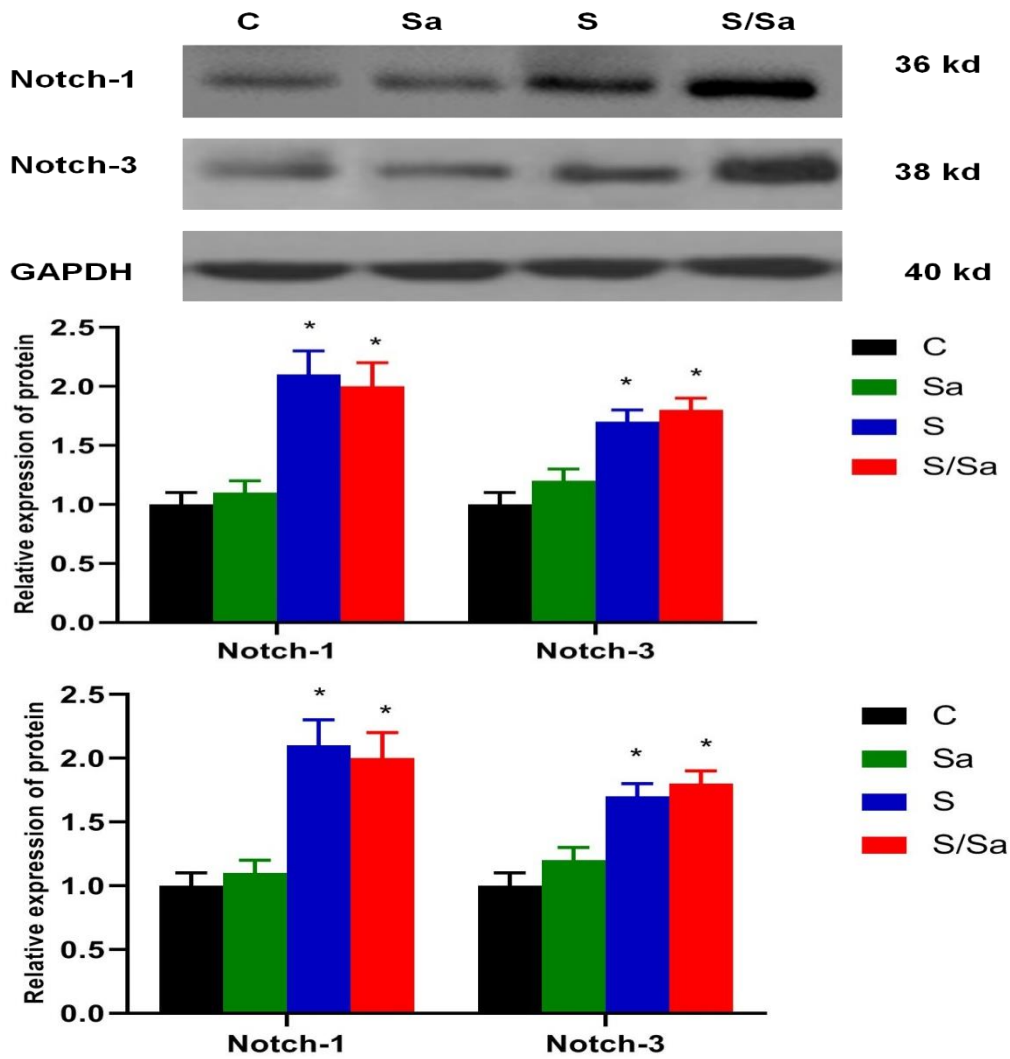 C Sa S S/Sa
Notch-1 36 kd
Notch-3 38 kd
GAPDH 40 kd
Relative expression of protein
2.5
2.0
1.5
1.0
0.5
0.0
* * * *
Notch-1 Notch-3
C
Sa
S
S/Sa
Relative expression of protein
2.5
2.0
1.5
1.0
0.5
0.0
* * * *
Notch-1 Notch-3
C
Sa
S
S/Sa